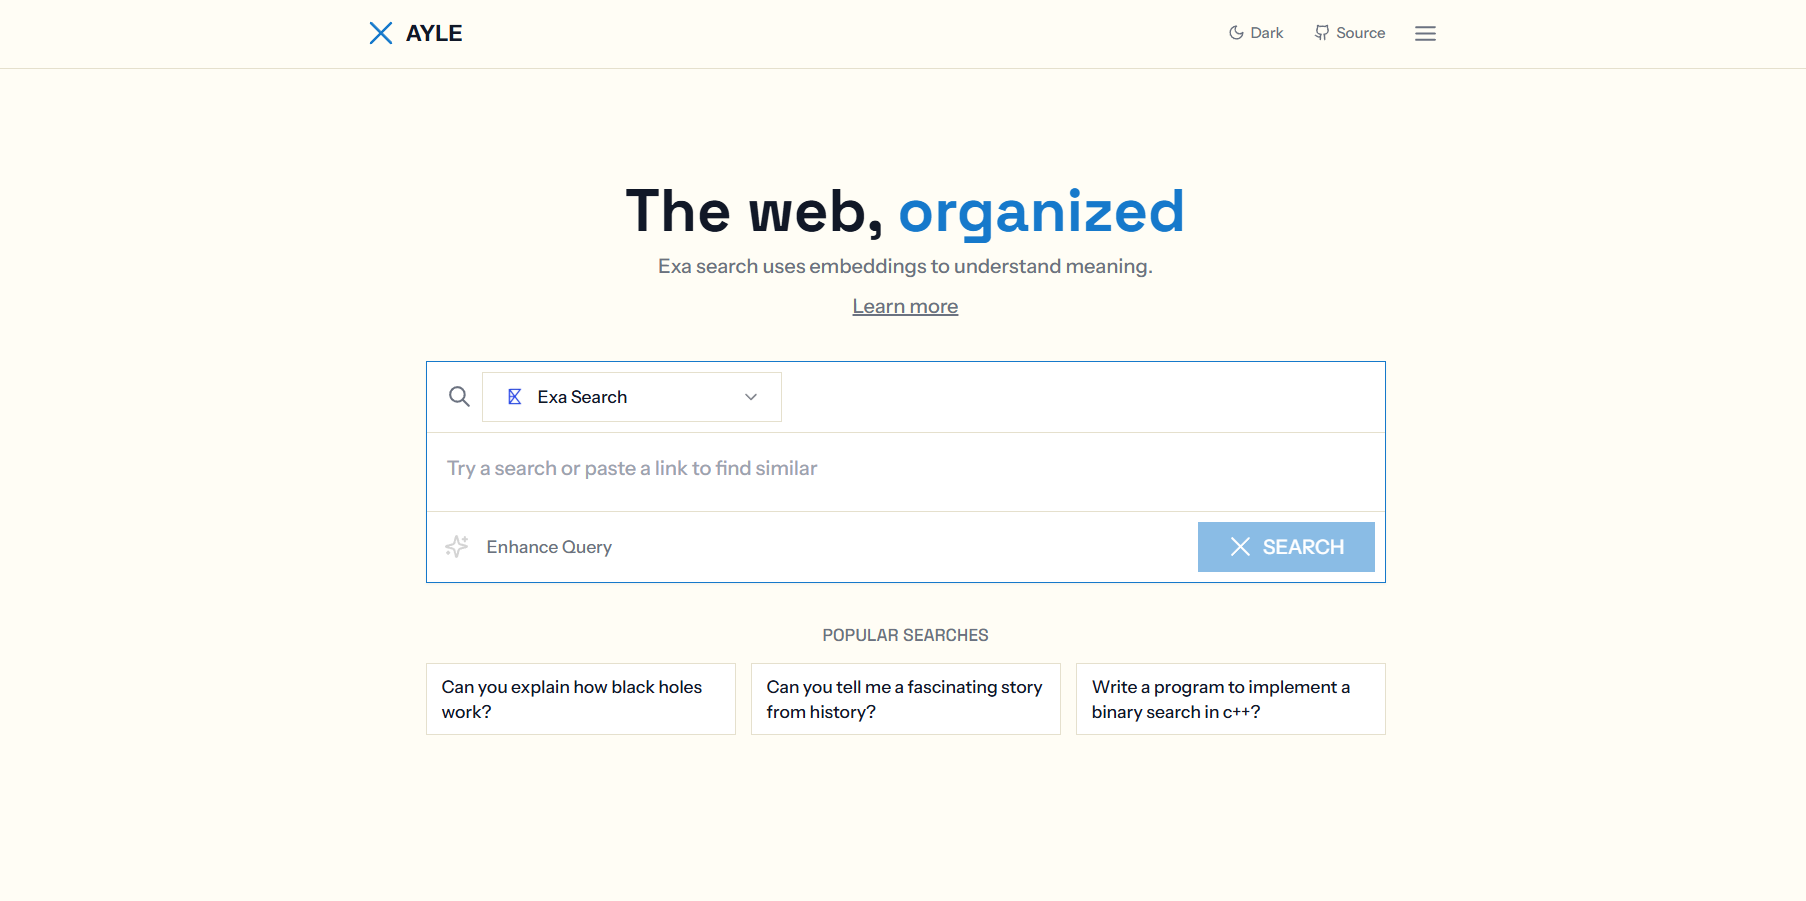 AYLE
Dark
Source
The web, organized
Exa search uses embeddings to understand meaning.
Learn more
Exa Search
Try a search or paste a link to find similar
Enhance Query
SEARCH
POPULAR SEARCHES
Can you explain how black holes
work?
Can you tell me a fascinating story
from history?
Write a program to implement a
binary search in c++?